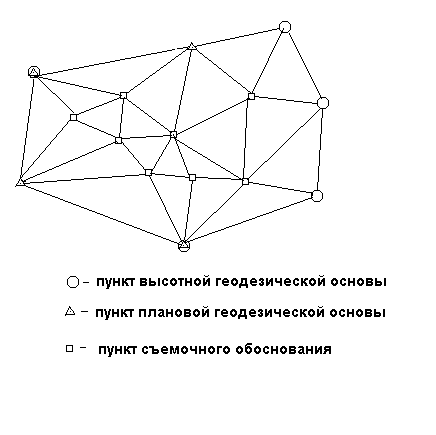 – пункт высотной геодезической основы
– пункт плановой геодезической основы
– пункт съемочного обоснования